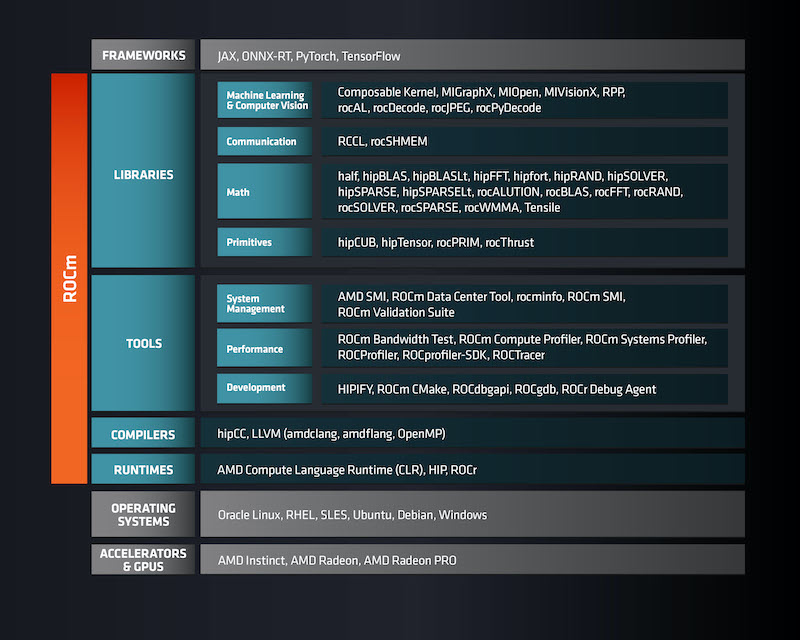 FRAMEWORKS
JAX, ONNX-RT, PyTorch, TensorFlow
ROCm
LIBRARIES
Machine Learning
& Computer Vision
Composable Kernel, MIGraphX, MIOpen, MIVisionX, RPP,
rocAL, rocDecode, rocJPEG, rocPyDecode
Communication
RCCL, rocSHMEM
Math
half, hipBLAS, hipBLASLt, hipFFT, hipfort, hipRAND, hipSOLVER,
hipSPARSE, hipSPARSELt, rocALUTION, rocBLAS, rocFFT, rocRAND,
rocSOLVER, rocSPARSE, rocWMMA, Tensile
Primitives
hipCUB, hipTensor, rocPRIM, rocThrust
TOOLS
System
Management
AMD SMI, ROCm Data Center Tool, rocminfo, ROCm SMI,
ROCm Validation Suite
Performance
ROCm Bandwidth Test, ROCm Compute Profiler, ROCm Systems Profiler,
ROCProfiler, ROCprofiler-SDK, ROCTracer
Development
HIPIFY, ROCm CMake, ROCdbgapi, ROCgdb, ROCr Debug Agent
COMPILERS
hipCC, LLVM (amdclang, amdflang, OpenMP)
RUNTIMES
AMD Compute Language Runtime (CLR), HIP, ROCr
OPERATING
SYSTEMS
Oracle Linux, RHEL, SLES, Ubuntu, Debian, Windows
ACCELERATORS
& GPUS
AMD Instinct, AMD Radeon, AMD Radeon PRO